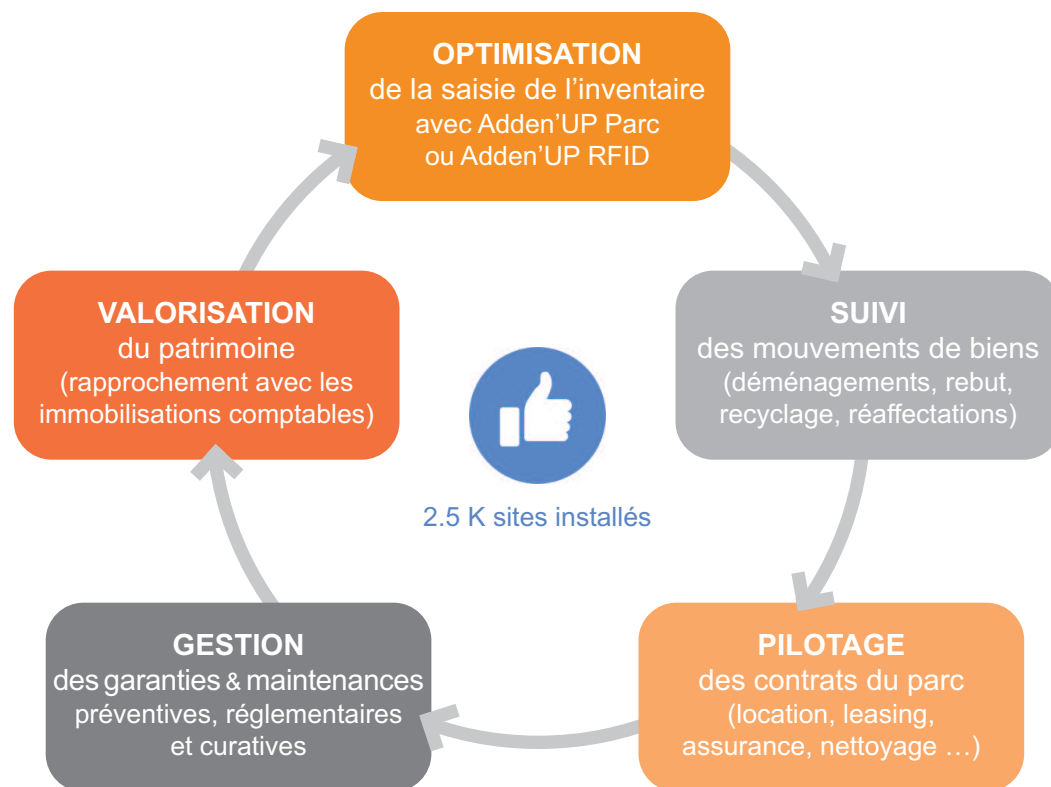 OPTIMISATION
de la saisie de l’inventaire
avec Adden’UP Parc
ou Adden’UP RFID
SUIVI
des mouvements de biens
(déménagements, rebut,
recyclage, réaffectations)
PILOTAGE
des contrats du parc
(location, leasing,
assurance, nettoyage …)
GESTION
des garanties & maintenances
préventives, réglementaires
et curatives
VALORISATION
du patrimoine
(rapprochement avec les
immobilisations comptables)
2.5 K sites installés